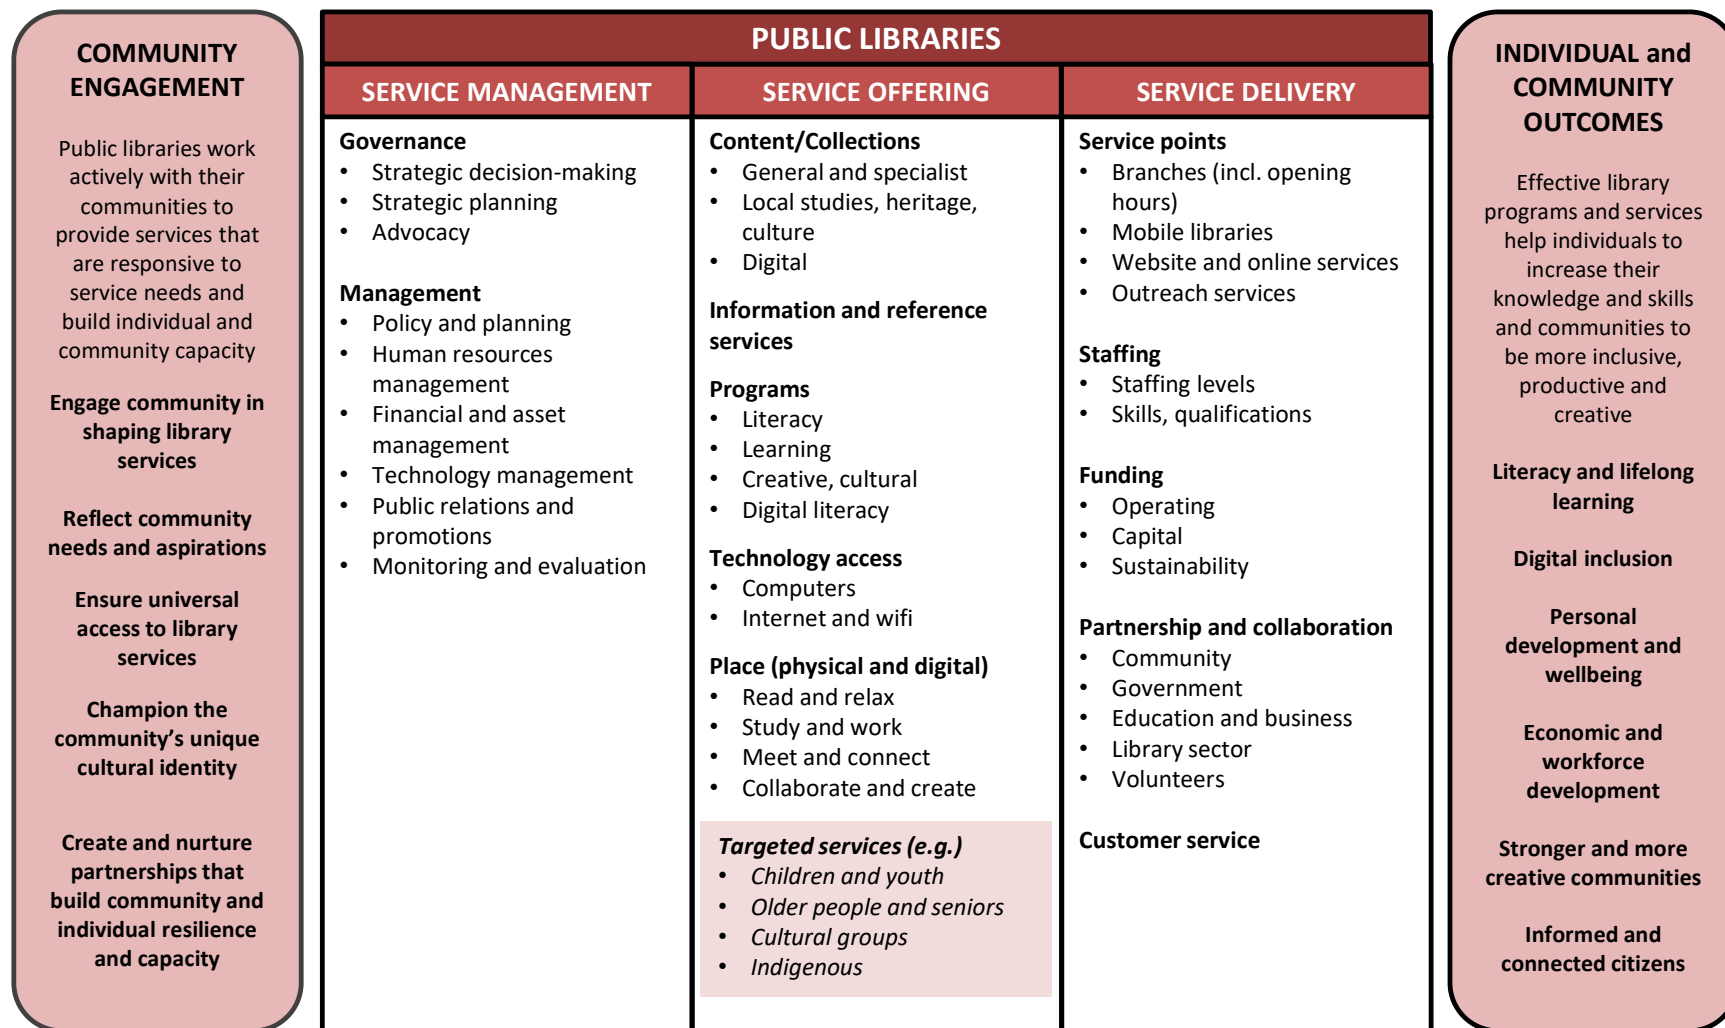 COMMUNITY
ENGAGEMENT
Public libraries work
actively with their
communities to
provide services that
are responsive to
service needs and
build individual and
community capacity
Engage community in
shaping library
services
Reflect community
needs and aspirations
Ensure universal
access to library
services
Champion the
community’s unique
cultural identity
Create and nurture
partnerships that
build community and
individual resilience
and capacity
PUBLIC LIBRARIES
SERVICE MANAGEMENT
Governance
• Strategic decision-making
• Strategic planning
• Advocacy
Management
• Policy and planning
• Human resources
management
• Financial and asset
management
• Technology management
• Public relations and
promotions
• Monitoring and evaluation
SERVICE OFFERING
Content/Collections
• General and specialist
• Local studies, heritage,
culture
• Digital
Information and reference
services
Programs
• Literacy
• Learning
• Creative, cultural
• Digital literacy
Technology access
• Computers
• Internet and wifi
Place (physical and digital)
• Read and relax
• Study and work
• Meet and connect
• Collaborate and create
Targeted services (e.g.)
• Children and youth
• Older people and seniors
• Cultural groups
• Indigenous
SERVICE DELIVERY
Service points
• Branches (incl. opening
hours)
• Mobile libraries
• Website and online services
• Outreach services
Staffing
• Staffing levels
• Skills, qualifications
Funding
• Operating
• Capital
• Sustainability
Partnership and collaboration
• Community
• Government
• Education and business
• Library sector
• Volunteers
Customer service
INDIVIDUAL and
COMMUNITY
OUTCOMES
Effective library
programs and services
help individuals to
increase their
knowledge and skills
and communities to
be more inclusive,
productive and
creative
Literacy and lifelong
learning
Digital inclusion
Personal
development and
wellbeing
Economic and
workforce
development
Stronger and more
creative communities
Informed and
connected citizens